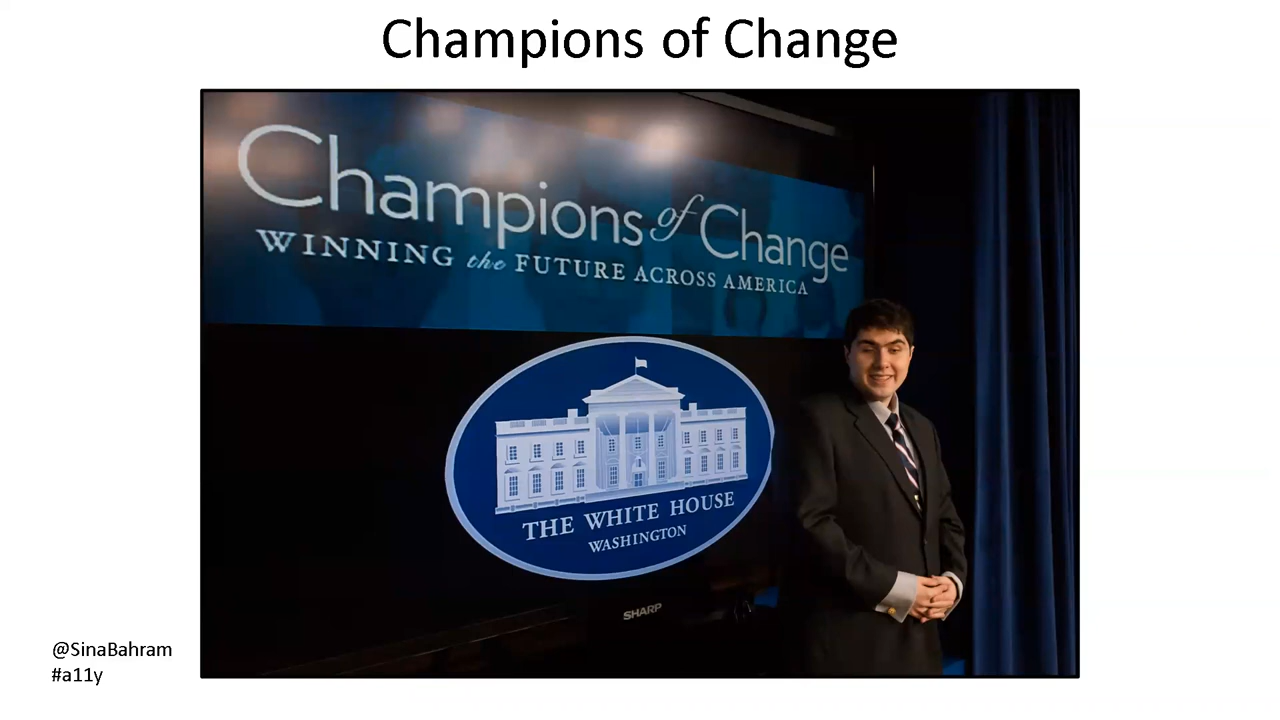 Champions of Change
Champions of Change
WINNING the FUTURE ACROSS AMERICA
THE WHITE HOUSE
WASHINGTON
SHARP
@SinaBahram
#a11y